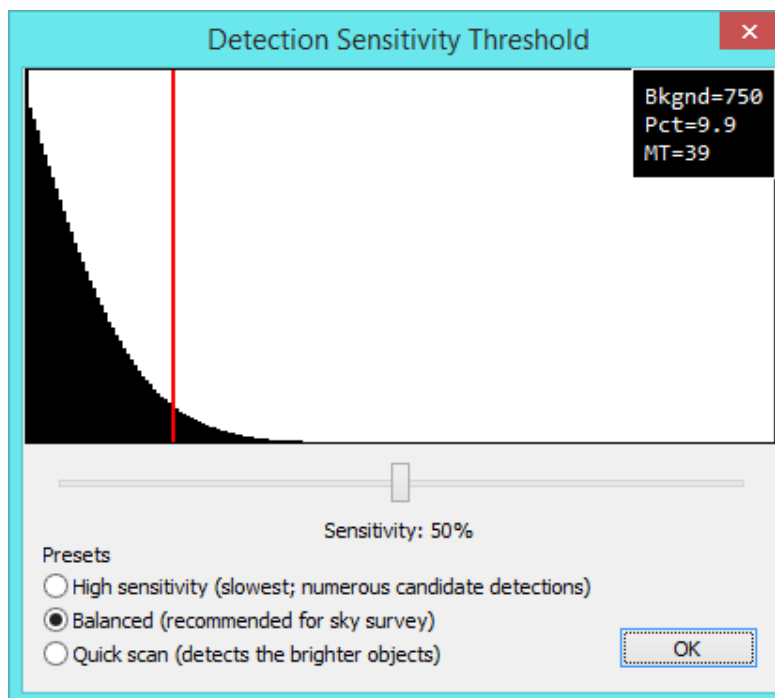 Detection Sensitivity Threshold
Bkgnd=750
Pct=9.9
MT=39
Sensitivity: 50%
Presets
High sensitivity (slowest; numerous candidate detections)
Balanced (recommended for sky survey)
Quick scan (detects the brighter objects)
OK